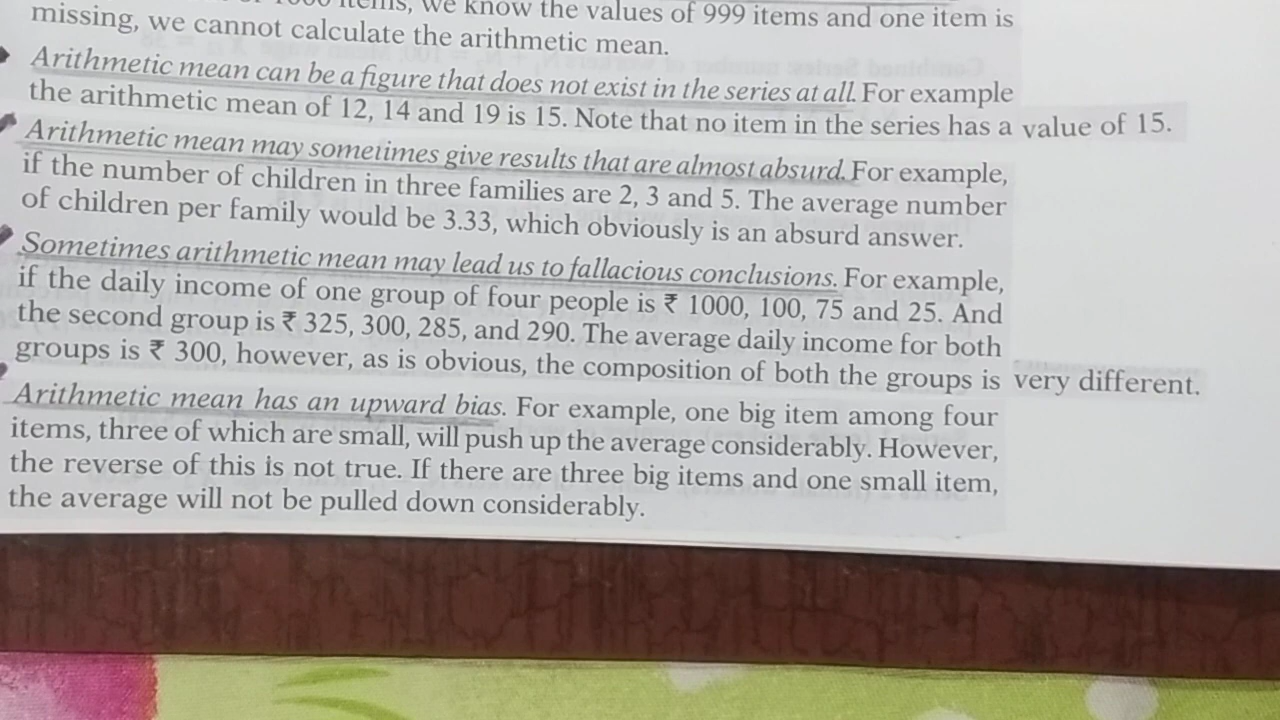 items, we know the values of 999 items and one item is
missing, we cannot calculate the arithmetic mean.
Arithmetic mean can be a figure that does not exist in the series at all. For example
the arithmetic mean of 12, 14 and 19 is 15. Note that no item in the series has a value of 15.
Arithmetic mean may sometimes give results that are almost absurd. For example,
if the number of children in three families are 2, 3 and 5. The average number
of children per family would be 3.33, which obviously is an absurd answer.
Sometimes arithmetic mean may lead us to fallacious conclusions. For example,
if the daily income of one group of four people is ₹ 1000, 100, 75 and 25. And
the second group is ₹ 325, 300, 285, and 290. The average daily income for both
groups is ₹ 300, however, as is obvious, the composition of both the groups is very different.
Arithmetic mean has an upward bias. For example, one big item among four
items, three of which are small, will push up the average considerably. However,
the reverse of this is not true. If there are three big items and one small item,
the average will not be pulled down considerably.